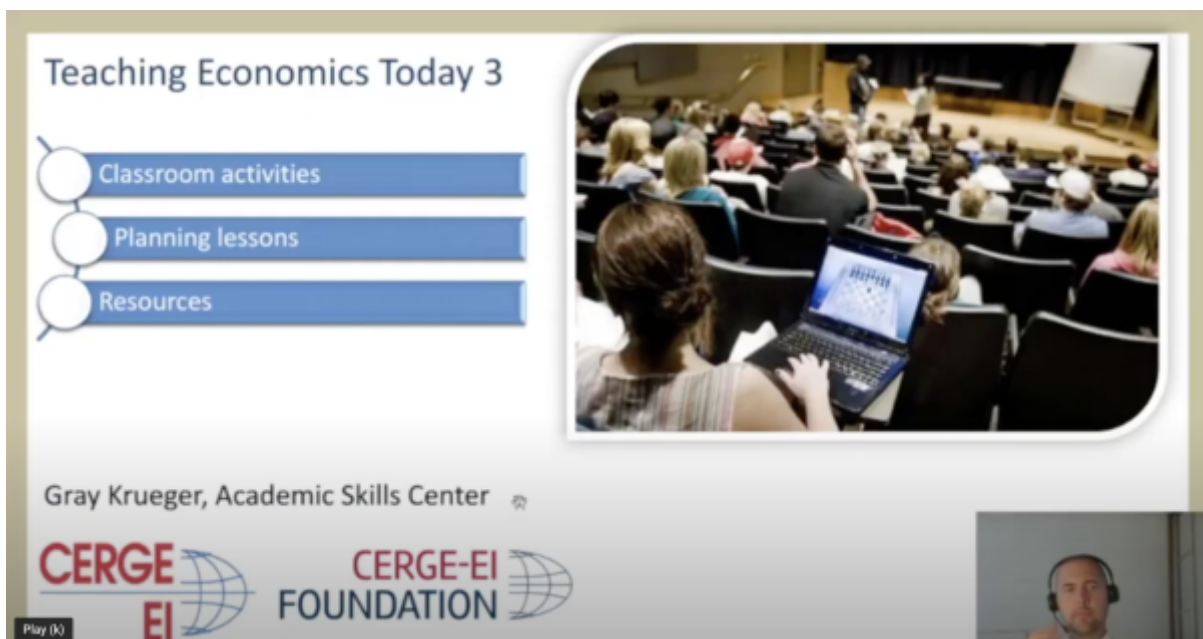 Teaching Economics Today 3
Classroom activities
Planning lessons
Resources
Gray Krueger, Academic Skills Center
CERGE
EI
CERGE-EI
FOUNDATION
Play (k)